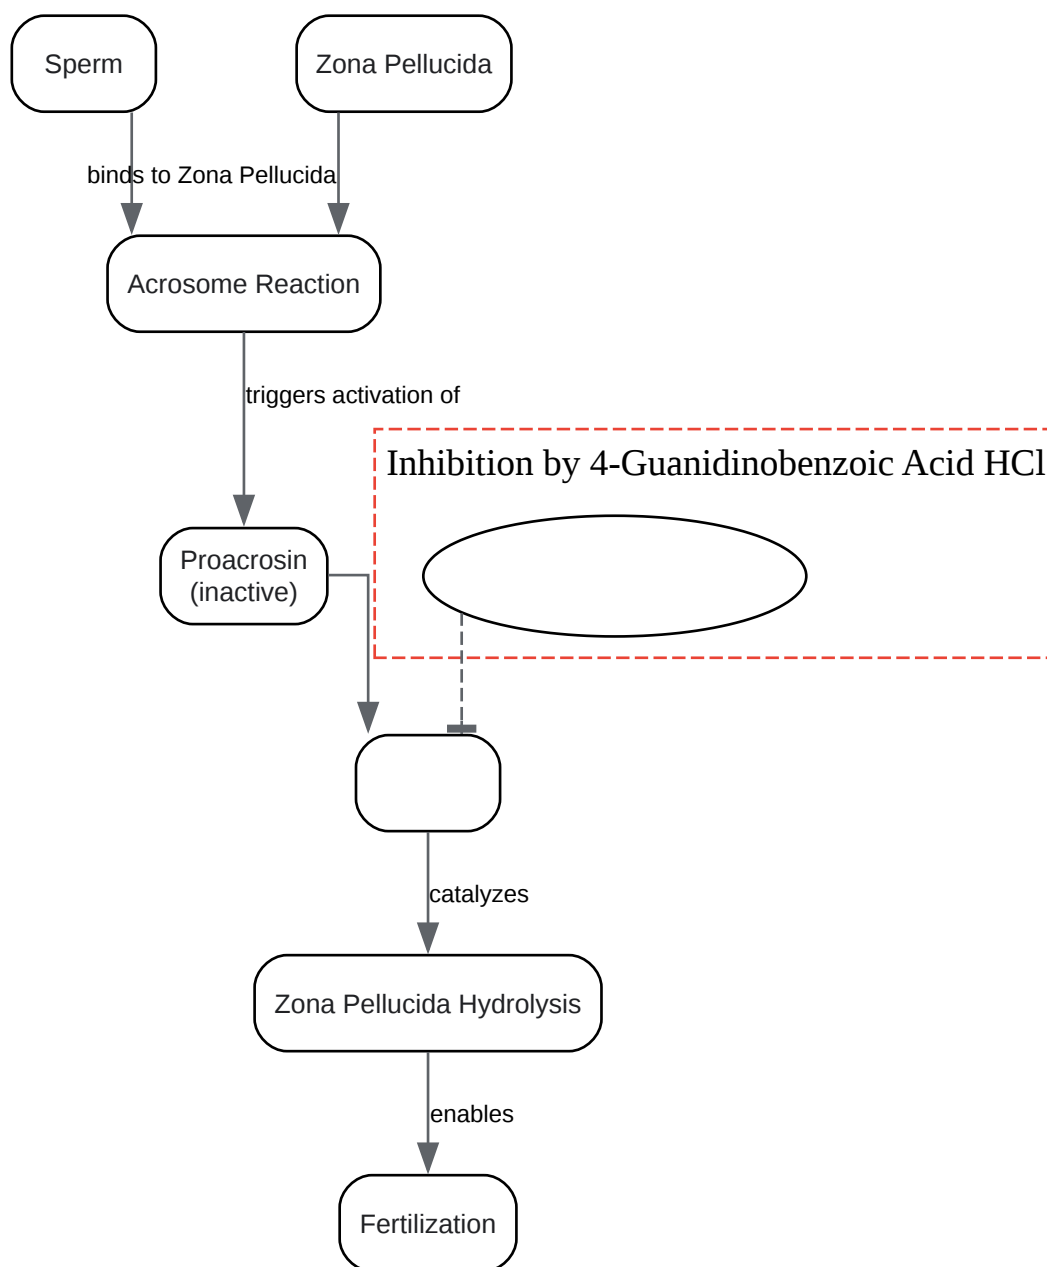 Sperm
Zona Pellucida
binds to Zona Pellucida
Acrosome Reaction
triggers activation of
Inhibition by 4-Guanidinobenzoic Acid HCl
Proacrosin
(inactive)
catalyzes
Zona Pellucida Hydrolysis
enables
Fertilization